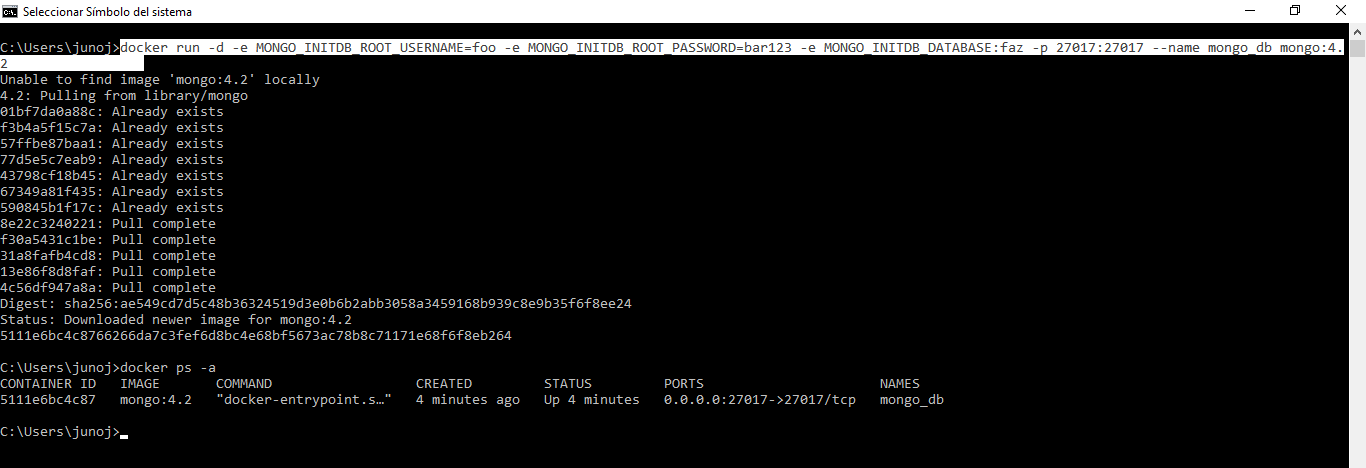 Seleccionar Símbolo del sistema
C:\Users\junoj>docker run -d -e MONGO_INITDB_ROOT_USERNAME=foo -e MONGO_INITDB_ROOT_PASSWORD=bar123 -e MONGO_INITDB_DATABASE:faz -p 27017:27017 --name mongo_db mongo:4.
2
Unable to find image 'mongo:4.2' locally
4.2: Pulling from library/mongo
01bf7da0a88c: Already exists
f3b4a5f15c7a: Already exists
57ffbe87baa1: Already exists
77d5e5c7eab9: Already exists
43798cf18b45: Already exists
67349a81f435: Already exists
590845b1f17c: Already exists
8e22c3240221: Pull complete
f30a5431c1be: Pull complete
31a8fafb4cd8: Pull complete
13e86f8d8faf: Pull complete
4c56df947a8a: Pull complete
Digest: sha256:ae549cd7d5c48b36324519d3e0b6b2abb3058a3459168b939c8e9b35f6f8ee24
Status: Downloaded newer image for mongo:4.2
5111e6bc4c8766266da7c3fef6d8bc4e68bf5673ac78b8c71171e68f6f8eb264
C:\Users\junoj>docker ps -a
CONTAINER ID IMAGE COMMAND CREATED STATUS PORTS NAMES
5111e6bc4c87 mongo:4.2 "docker-entrypoint.s…" 4 minutes ago Up 4 minutes 0.0.0.0:27017->27017/tcp mongo_db
C:\Users\junoj>